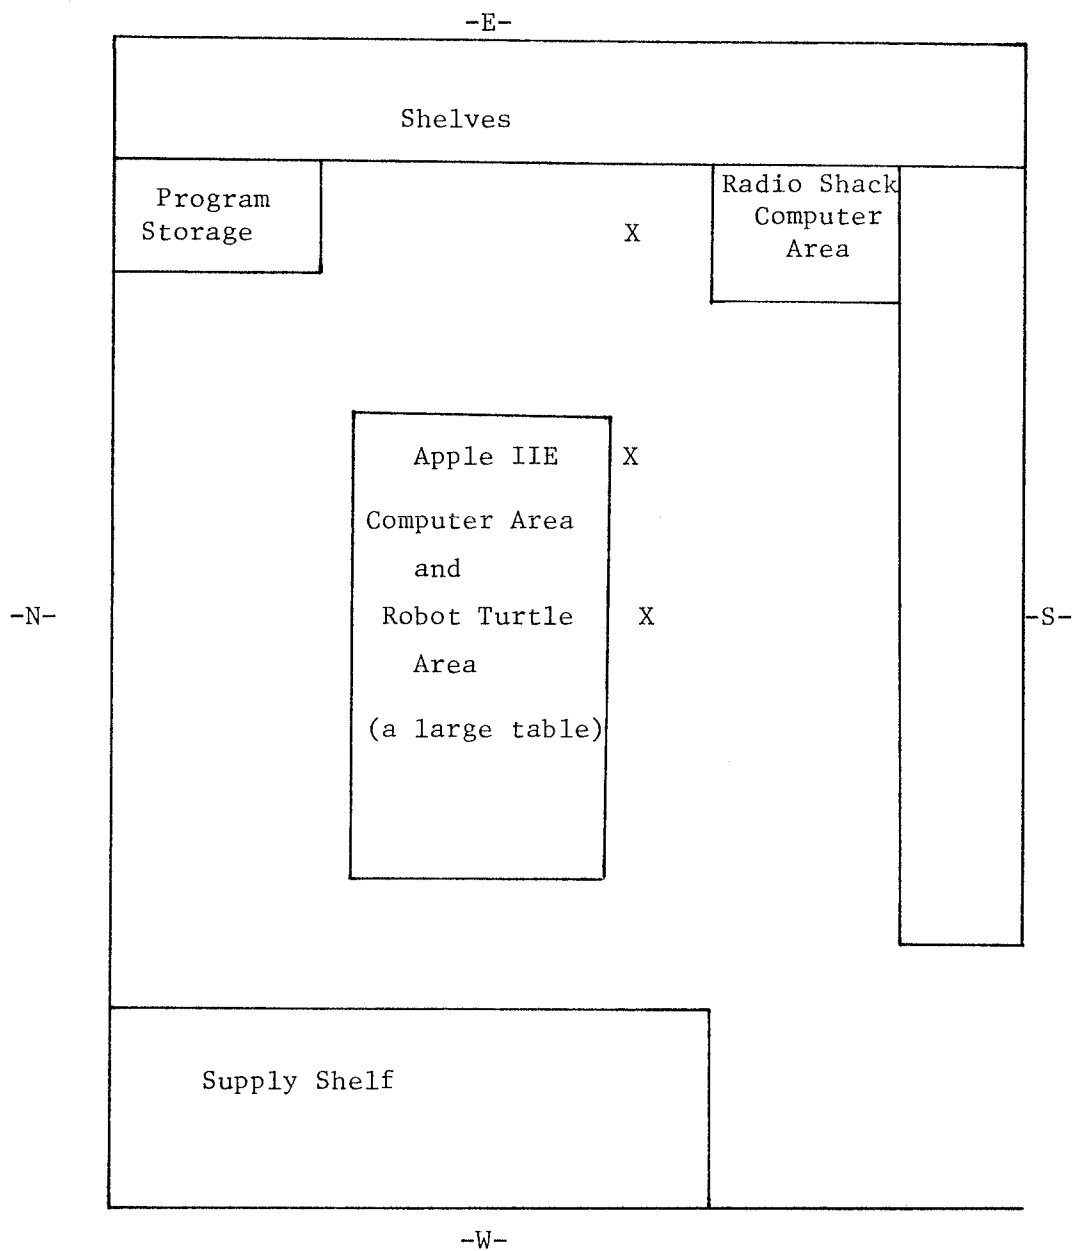 -E-
Shelves
Program
Storage
X
Radio Shack
Computer
Area
Apple IIE
X
Computer Area
and
-N-
Robot Turtle
X
-S-
Area
(a large table)
Supply Shelf
-W-